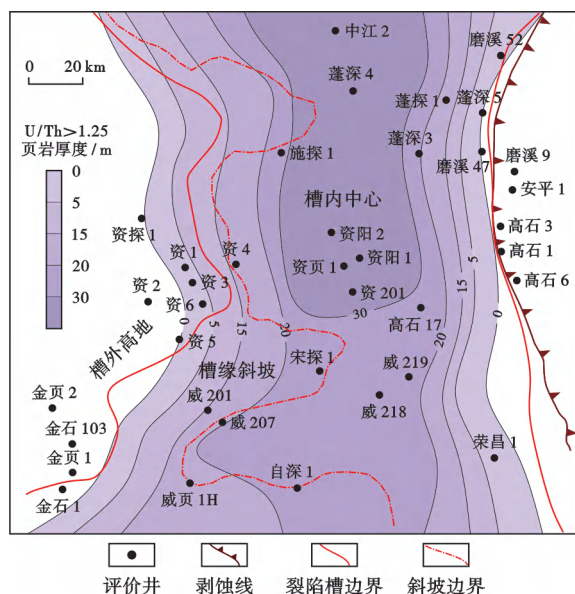 中江 2
磨溪 52
0 20 km
蓬深 4
蓬探 1
蓬深 5
U/Th>1.25
页岩厚度/m
0
5
10
15
20
25
30
蓬深 3
施探 1
磨溪 47
磨溪 9
安平 1
槽内中心
资探 1
资阳 2
高石 3
资 1
资 4
资阳 1
高石 1
资页 1
5
资 2
资 3
15
高石 6
资 6
资 201
0
5
15
20
30
高石 17
0
资 5
20
槽外高地
宋探 1
槽缘斜坡
威 219
金页 2
威 201
威 218
金石 103
威 207
荣昌 1
金页 1
自深 1
金石 1
威页 1H
评价井
剥蚀线
裂陷槽边界
斜坡边界